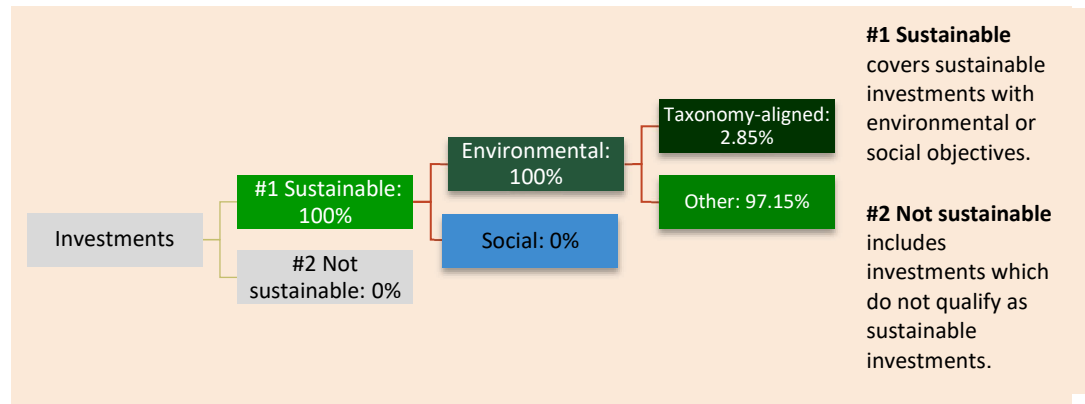 Investments
#1 Sustainable:
100%
#2 Not
sustainable: 0%
Environmental:
100%
Social: 0%
Taxonomy-aligned:
2.85%
Other: 97.15%
#1 Sustainable
covers sustainable
investments with
environmental or
social objectives.
#2 Not sustainable
includes
investments which
do not qualify as
sustainable
investments.